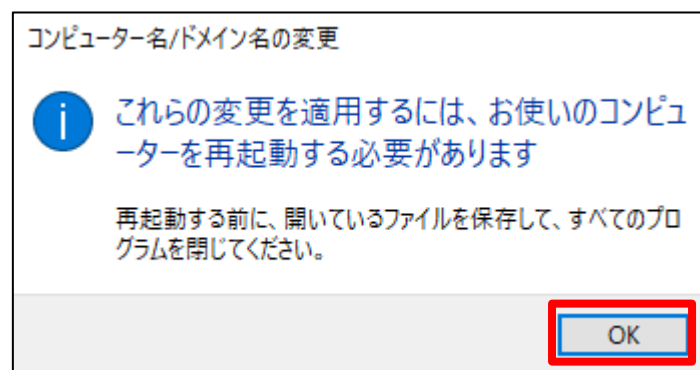 コンピューター名/ドメイン名の変更
これらの変更を適用するには、お使いのコンピュ
ーターを再起動する必要があります
再起動する前に、開いているファイルを保存して、すべてのプロ
グラムを閉じてください。
OK